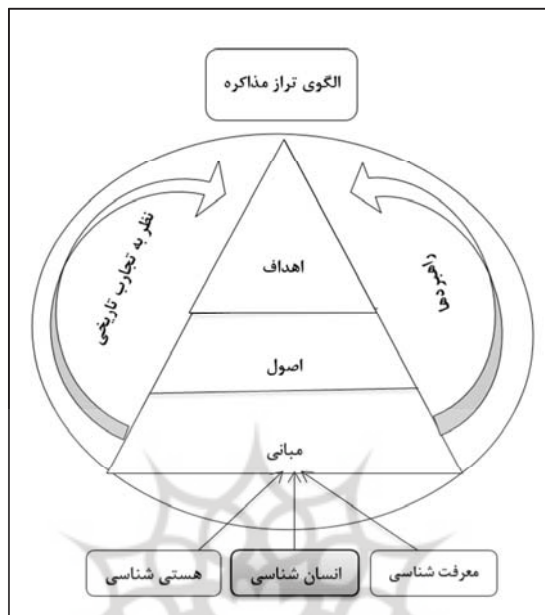 الگوی تراز مذاکره
راهبردها
نظر به تجارب تاریخی
اهداف
اصول
مبانی
معرفت شناسی
انسان شناسی
هستی شناسی